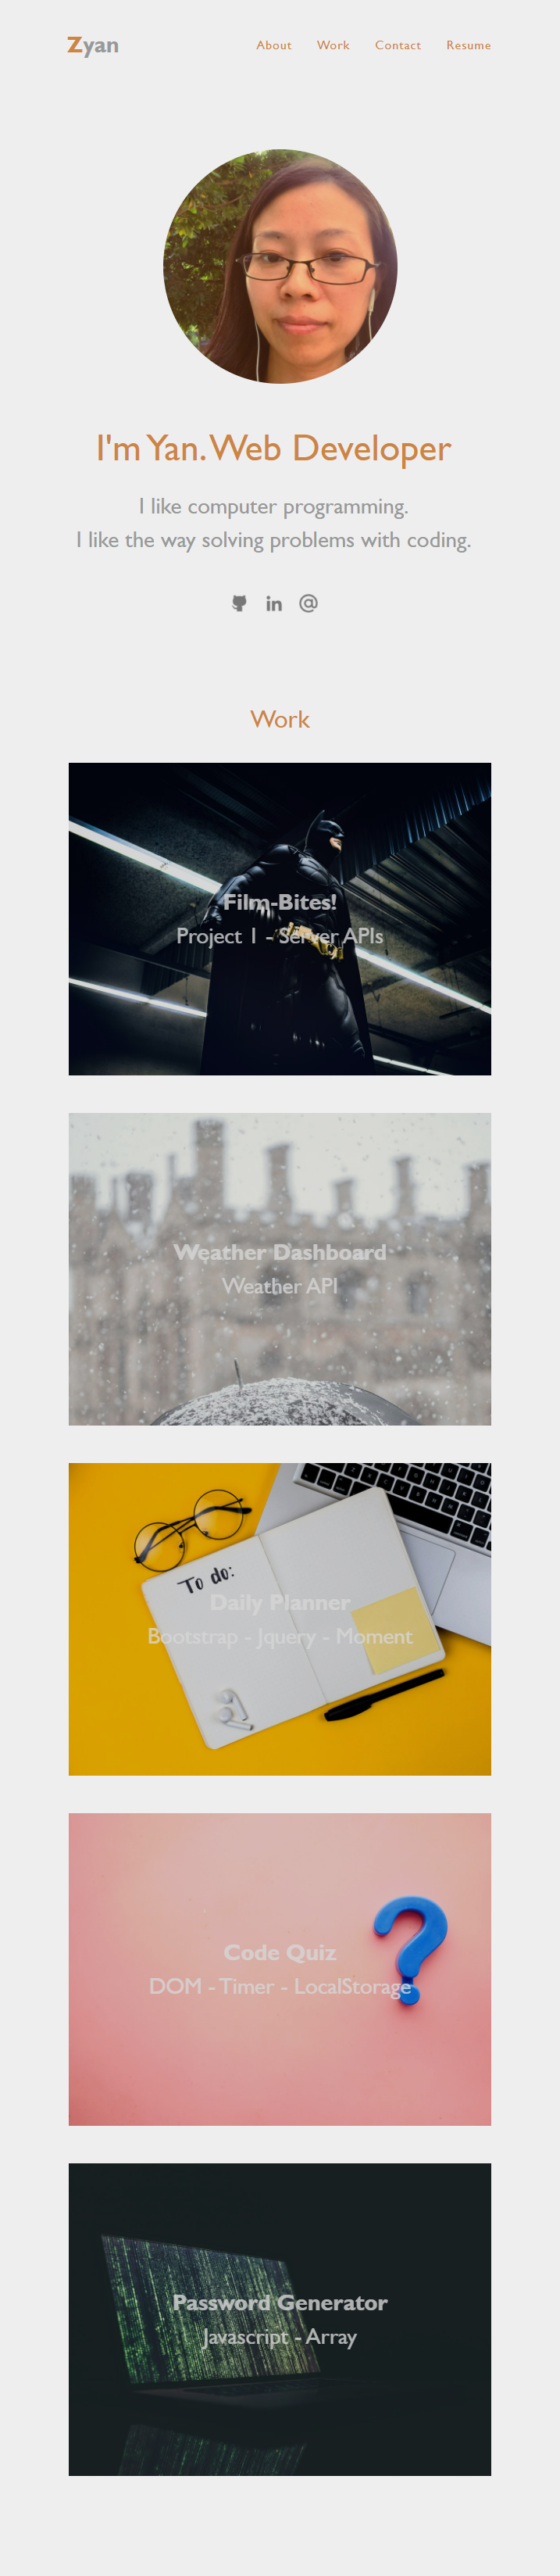 Zyan
About Work Contact Resume
I'm Yan. Web Developer
I like computer programming.
I like the way solving problems with coding.
Work
Film-Bites!
Project 1 - Server APIs
Weather Dashboard
Weather API
To do:
Daily Planner
Bootstrap - Jquery - Moment
Code Quiz
DOM - Timer - LocalStorage
Password Generator
Javascript - Array